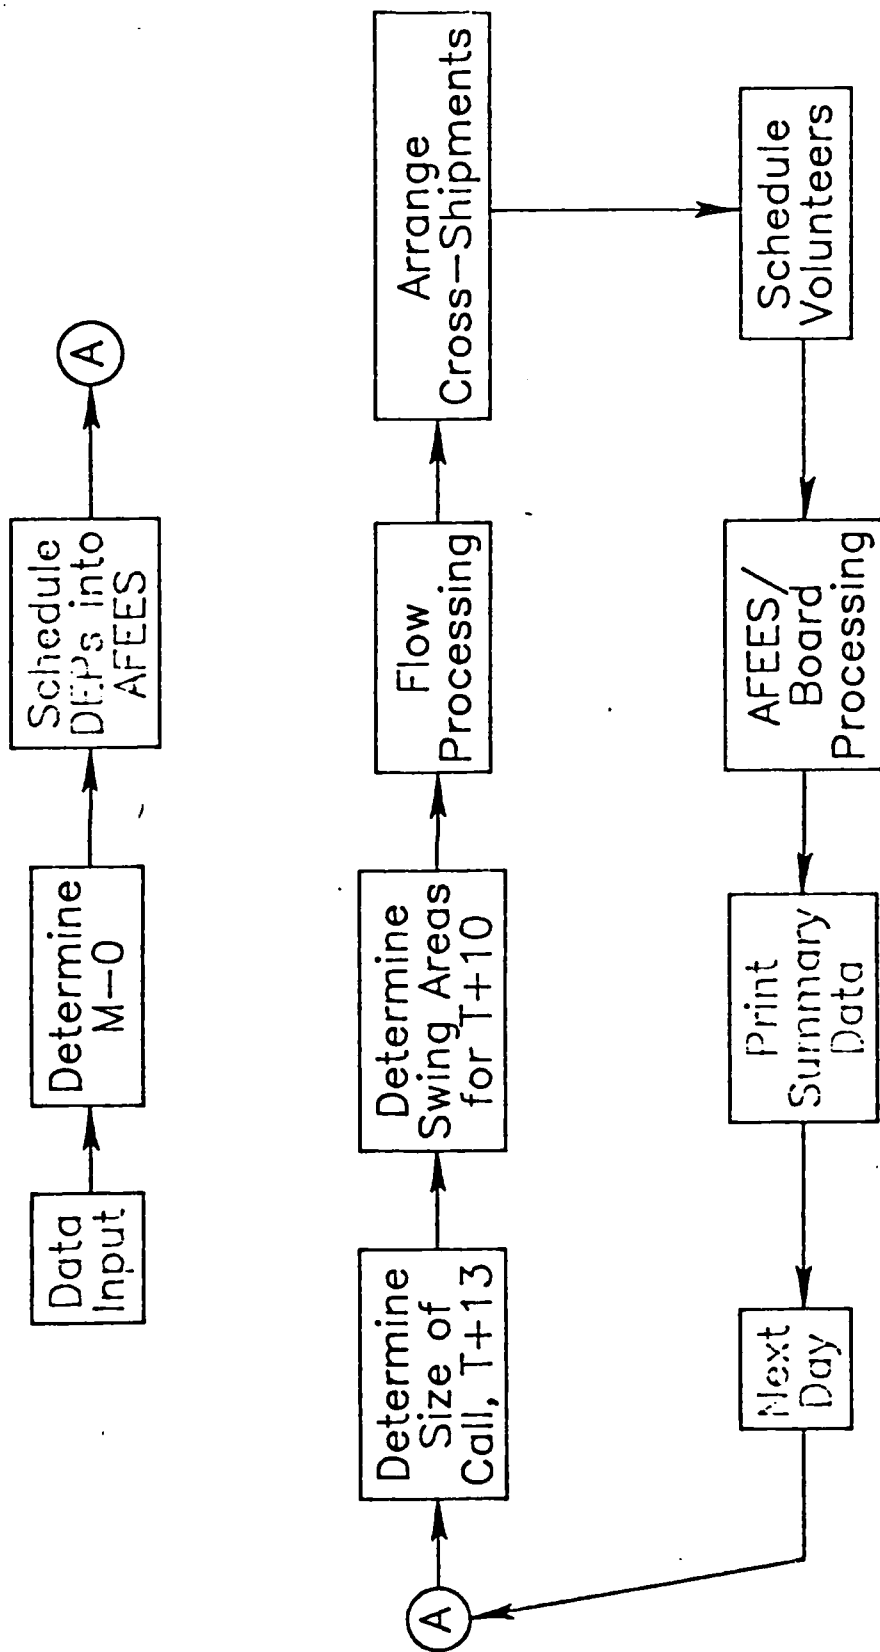 Data
Input
Determine
M-O
Schedule
DEPs into
AFEES
A
A
Determine
Size of
Call, T+13
Determine
Swing Areas
for T+10
Flow
Processing
Arrange
Cross-Shipments
Schedule
Volunteers
AFEES/
Board
Processing
Print
Summary
Data
Next
Day